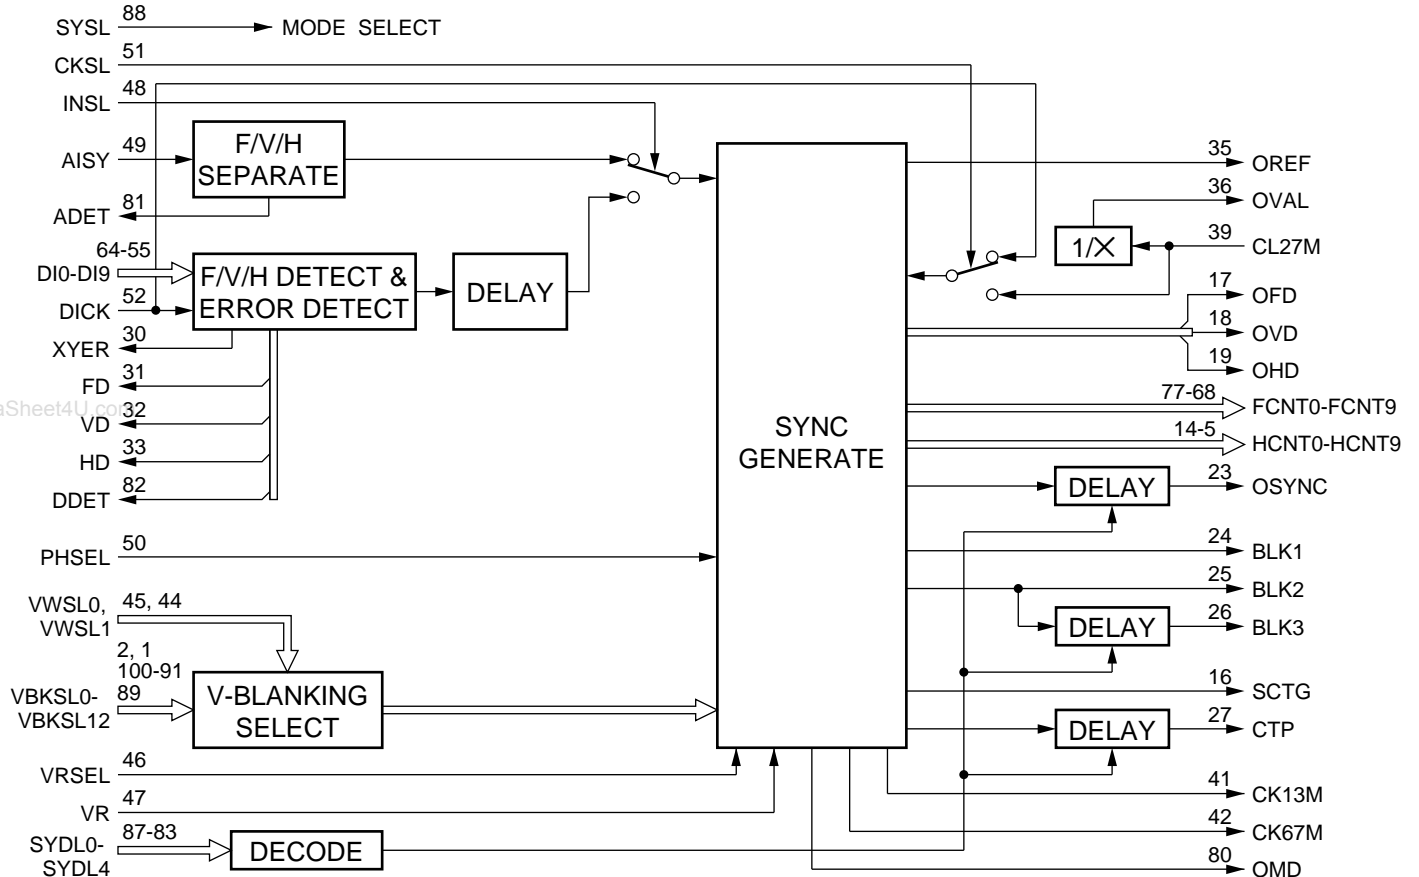 SYSL 88 MODE SELECT
CKSL 51
INSL 48
AISY 49
F/V/H
SEPARATE
ADET 81
DI0-DI9 64-55
DICK 52
F/V/H DETECT &
ERROR DETECT
DELAY
XYER 30
FD 31
aSheet4U.com
VD 32
HD 33
DDET 82
PHSEL 50
VWSL0,
VWSL1
45, 44
2, 1
100-91
89
VBKSL0-
VBKSL12
V-BLANKING
SELECT
VRSEL 46
VR 47
SYDL0-
SYDL4
87-83
DECODE
SYNC
GENERATE
35 OREF
36 OVAL
1/X
39 CL27M
17 OFD
18 OVD
19 OHD
77-68 FCNT0-FCNT9
14-5 HCNT0-HCNT9
DELAY 23 OSYNC
24 BLK1
25 BLK2
DELAY 26 BLK3
16 SCTG
DELAY 27 CTP
41 CK13M
42 CK67M
80 OMD